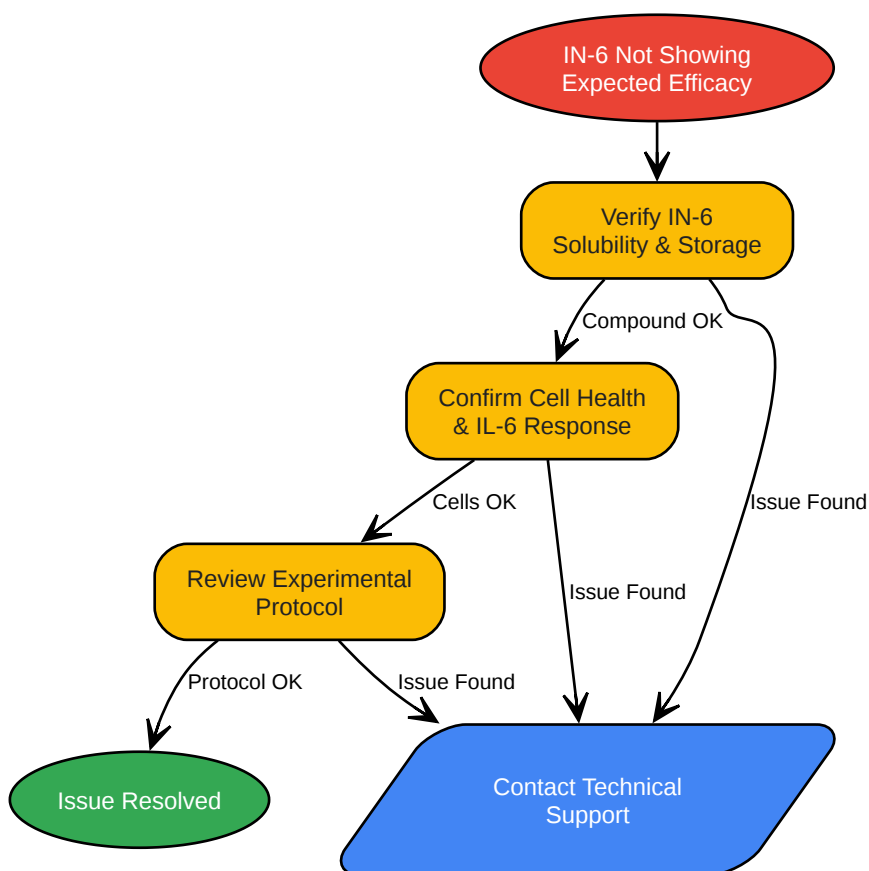 IN-6 Not Showing
Expected Efficacy
Verify IN-6
Solubility & Storage
Compound OK
Confirm Cell Health
& IL-6 Response
Cells OK
Issue Found
Review Experimental
Protocol
Issue Found
Protocol OK
Issue Found
Issue Resolved
Contact Technical
Support